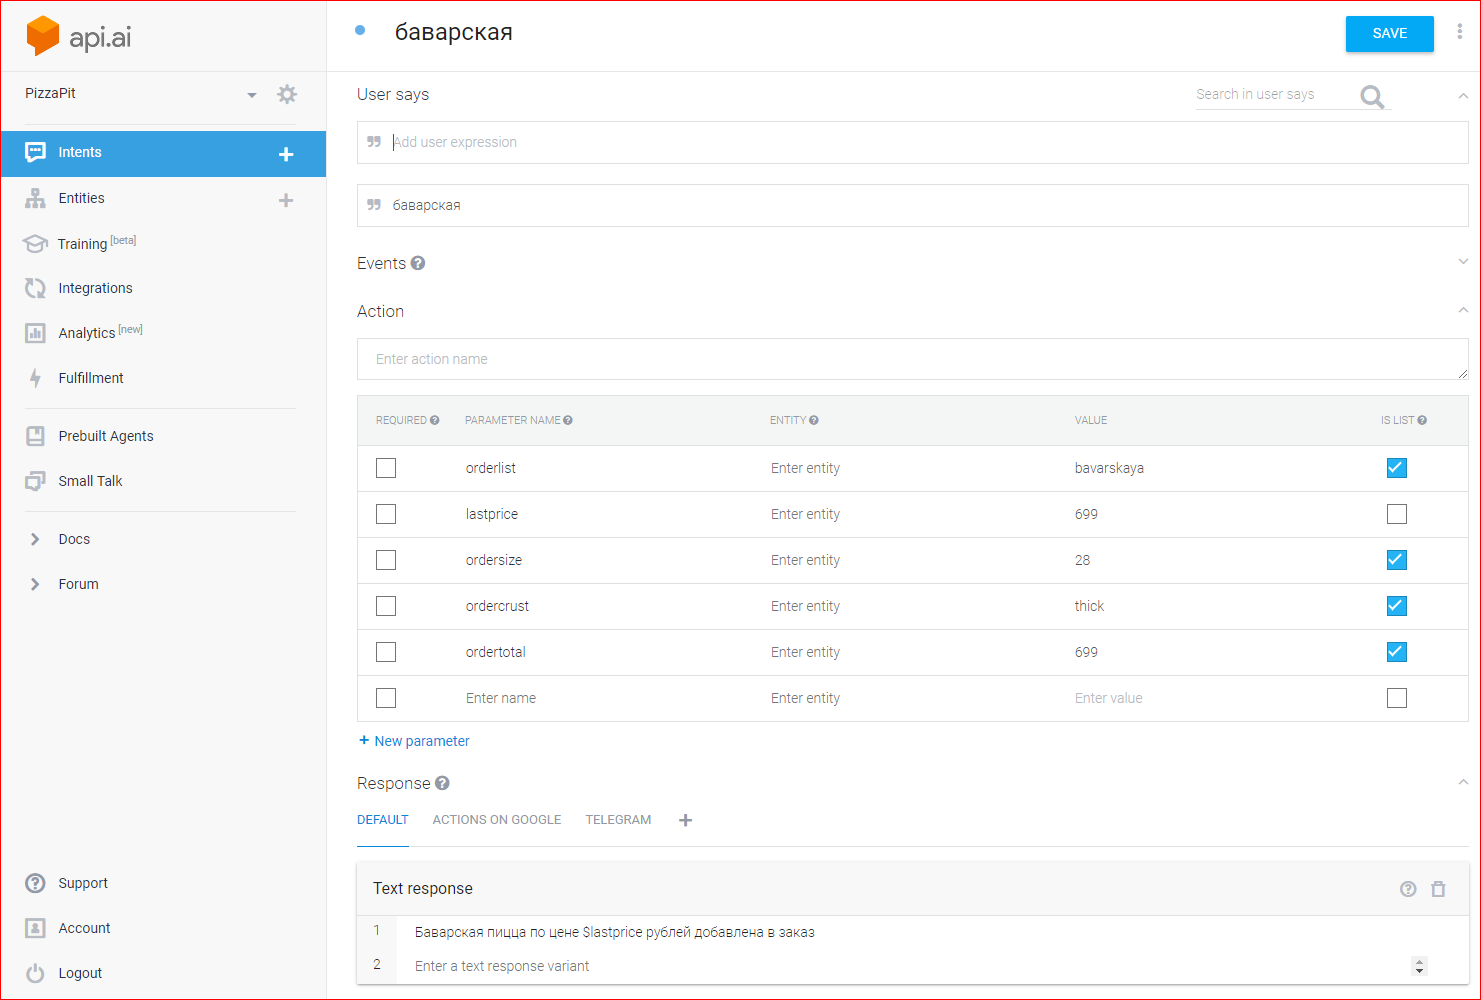 api.ai
PizzaPit
Intents
Entities
Training [beta]
Integrations
Analytics [new]
Fulfillment
Prebuilt Agents
Small Talk
Docs
Forum
Support
Account
Logout
баварская
SAVE
User says
Search in user says
Add user expression
баварская
Events
Action
Enter action name
REQUIRED PARAMETER NAME ENTITY VALUE IS LIST
orderlist Enter entity bavarskaya
lastprice Enter entity 699
ordersize Enter entity 28
ordercrust Enter entity thick
ordertotal Enter entity 699
Enter name Enter entity Enter value
+ New parameter
Response
DEFAULT ACTIONS ON GOOGLE TELEGRAM +
Text response
1 Баварская пицца по цене $lastprice рублей добавлена в заказ
2 Enter a text response variant